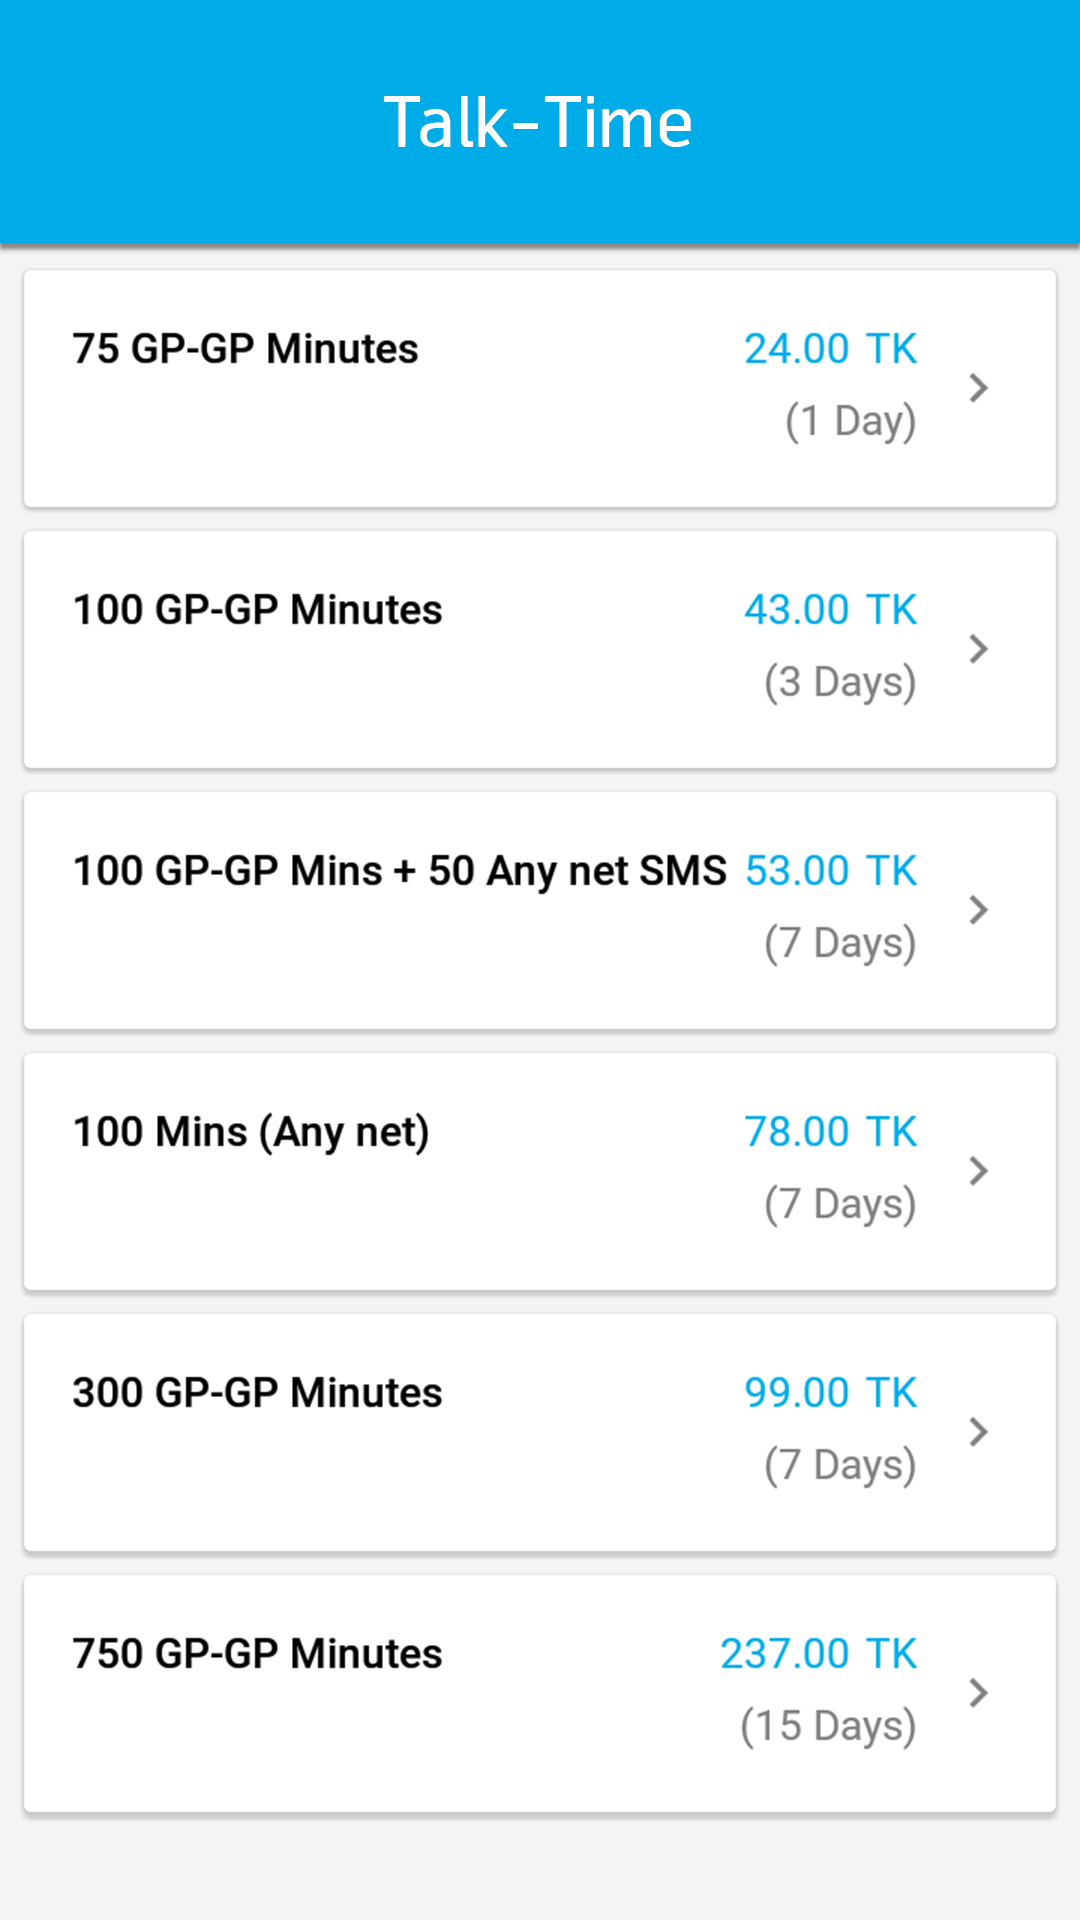 Talk-Time
75 GP-GP Minutes 24.00 TK
(1 Day)
100 GP-GP Minutes 43.00 TK
(3 Days)
100 GP-GP Mins + 50 Any net SMS 53.00 TK
(7 Days)
100 Mins (Any net) 78.00 TK
(7 Days)
300 GP-GP Minutes 99.00 TK
(7 Days)
750 GP-GP Minutes 237.00 TK
(15 Days)